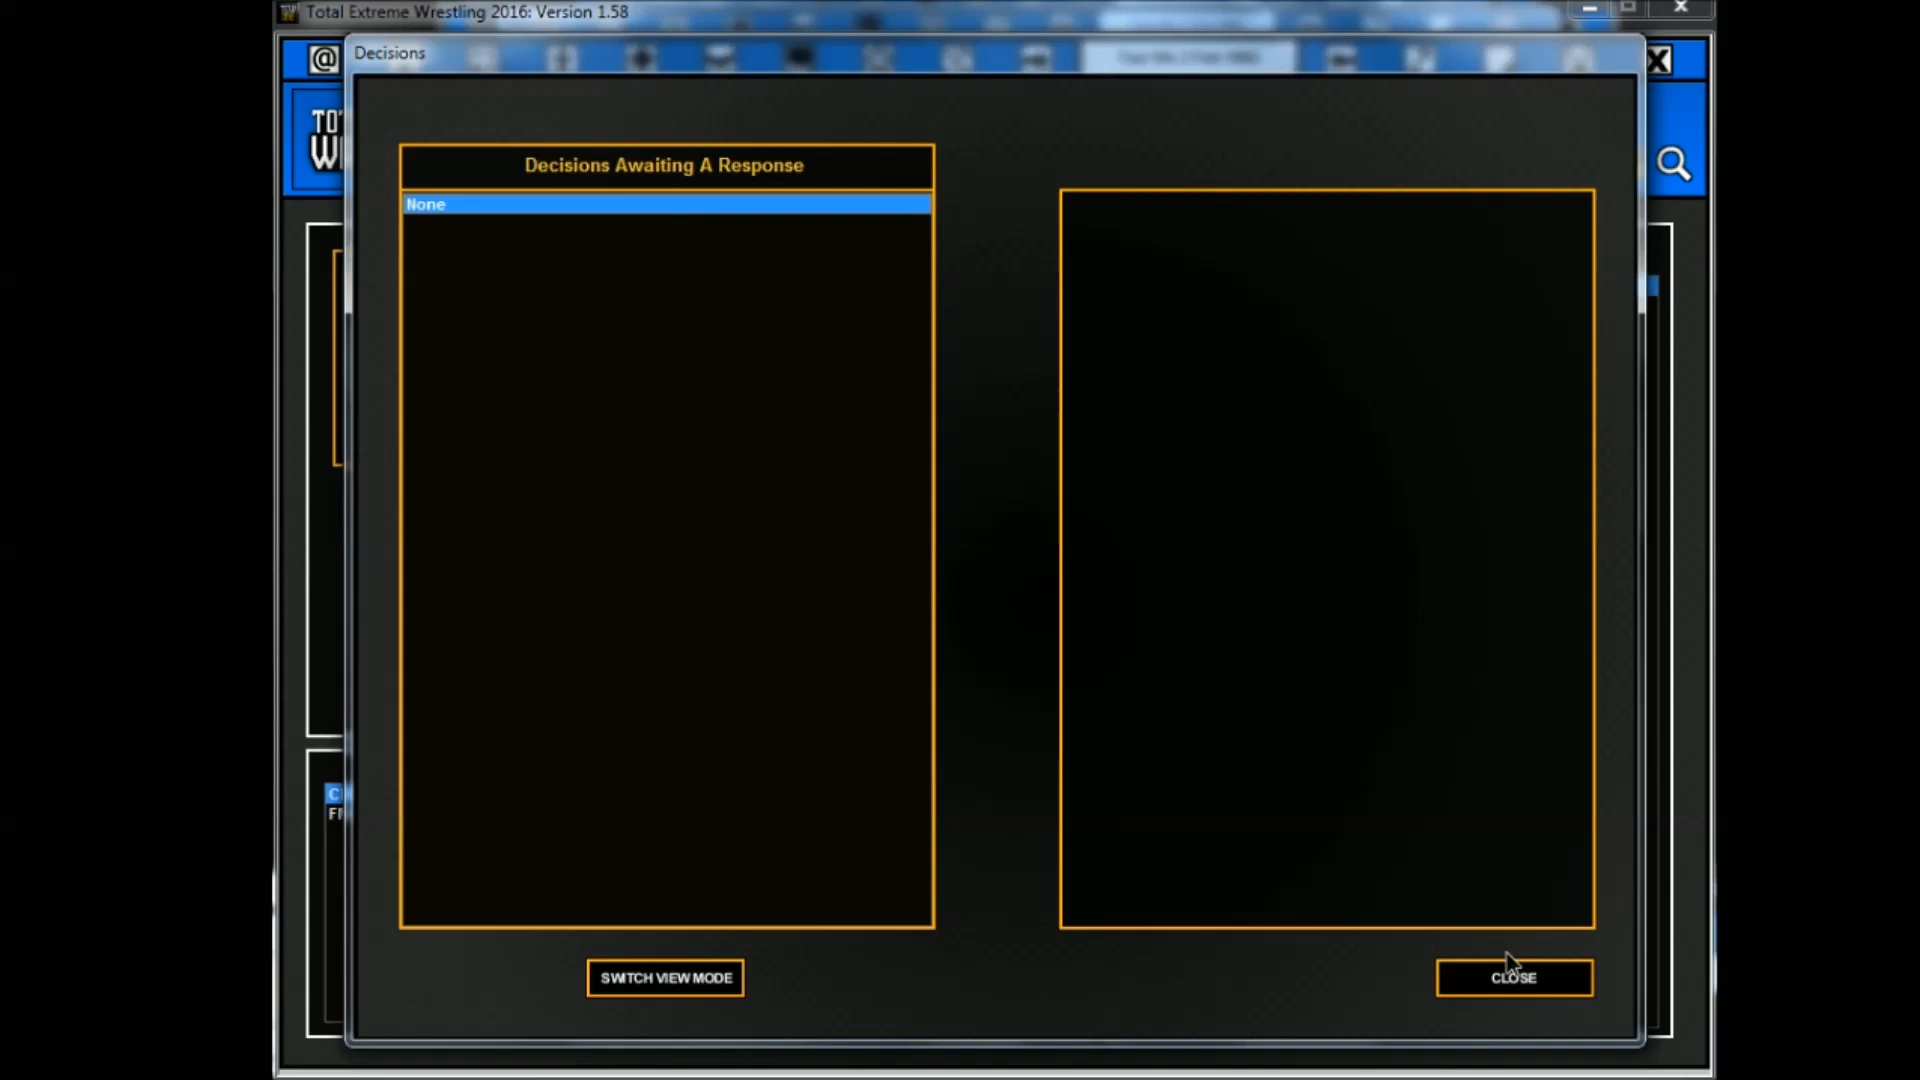 Total Extreme Wrestling 2016: Version 1.58
Decisions
Decisions Awaiting A Response
None
SWITCH VIEW MODE
CLOSE